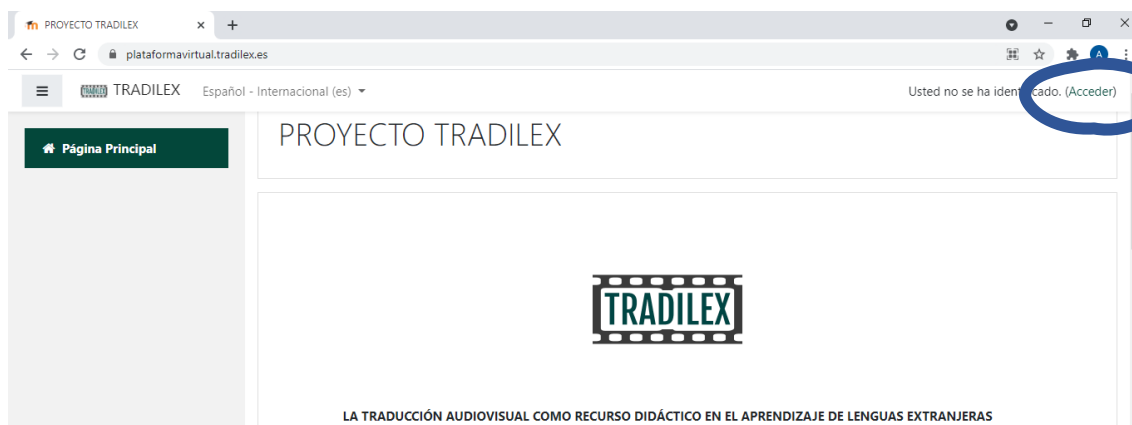 PROYECTO TRADILEX
plataformavirtual.tradilex.es
A
TRADILEX TRADILEX Español - Internacional (es)
Usted no se ha identificado. (Acceder)
Página Principal
PROYECTO TRADILEX
TRADILEX
LA TRADUCCIÓN AUDIOVISUAL COMO RECURSO DIDÁCTICO EN EL APRENDIZAJE DE LENGUAS EXTRANJERAS